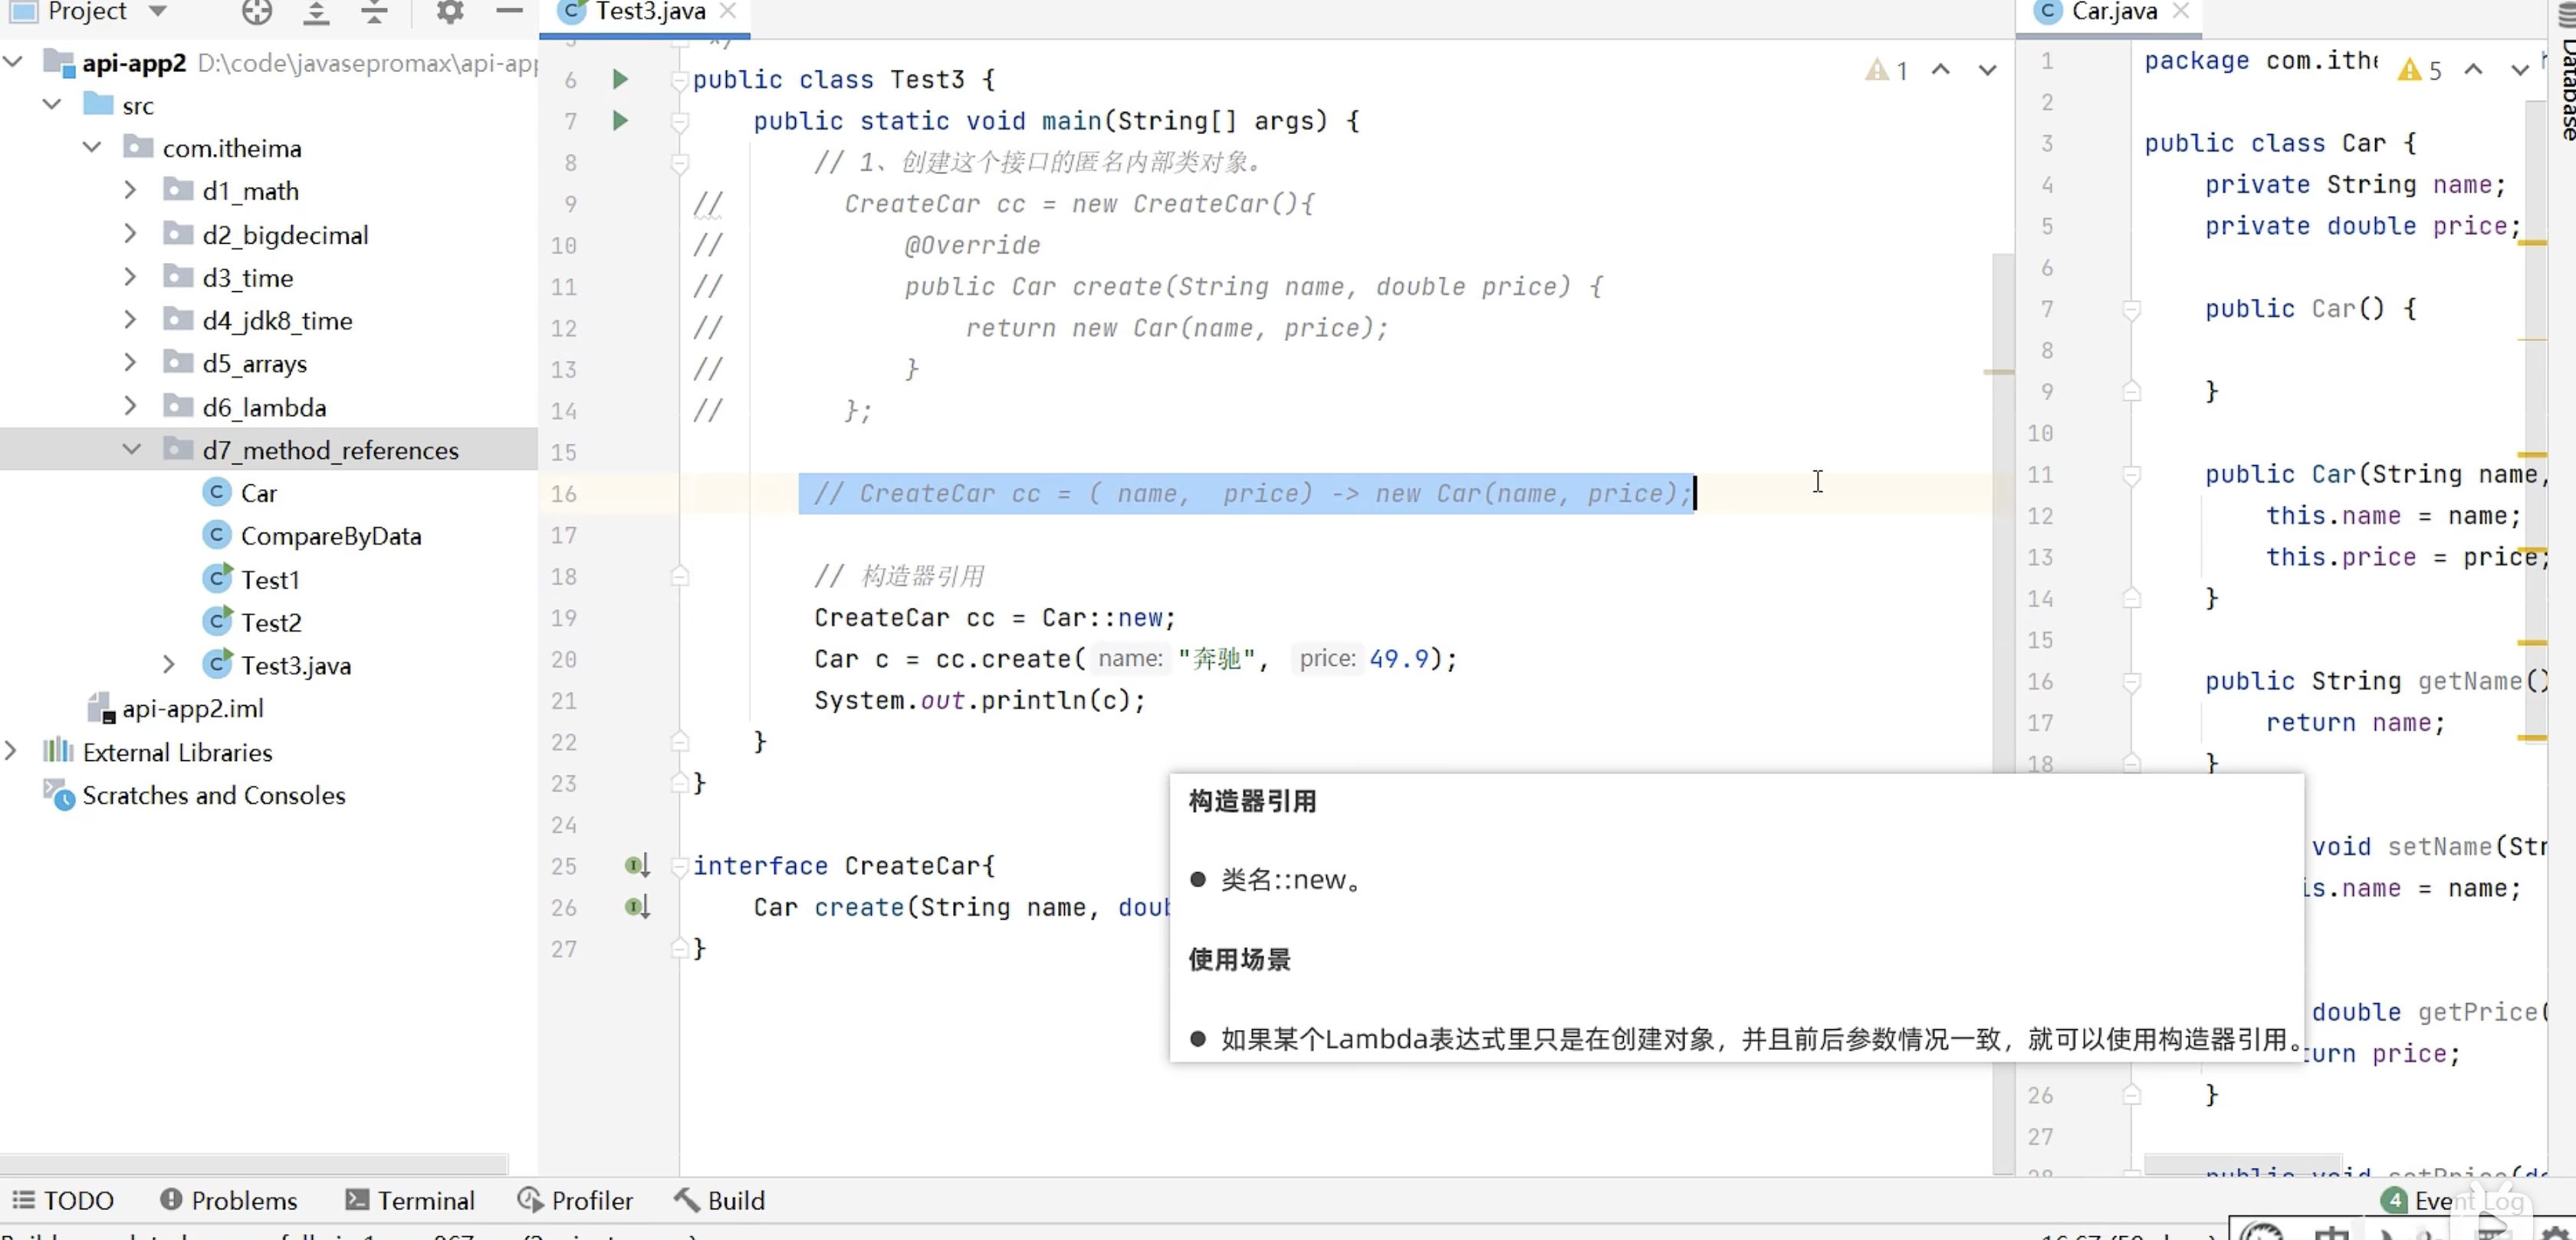 Project
Test3.java
Car.java
api-app2 D:\code\javasepromax\api-app
src
com.itheima
d1_math
d2_bigdecimal
d3_time
d4_jdk8_time
d5_arrays
d6_lambda
d7_method_references
Car
CompareByData
Test1
Test2
Test3.java
api-app2.iml
External Libraries
Scratches and Consoles
1
6 public class Test3 {
7 public static void main(String[] args) {
8 // 1、创建这个接口的匿名内部类对象。
9 // CreateCar cc = new CreateCar(){
10 // @Override
11 // public Car create(String name, double price) {
12 // return new Car(name, price);
13 // }
14 // };
15
16 // CreateCar cc = ( name,  price) -> new Car(name, price);
17
18 // 构造器引用
19 CreateCar cc = Car::new;
20 Car c = cc.create( name: "奔驰", price: 49.9);
21 System.out.println(c);
22 }
23 }
24
25 interface CreateCar{
26 Car create(String name, doub
27 }
构造器引用
● 类名::new。
使用场景
● 如果某个Lambda表达式里只是在创建对象，并且前后参数情况一致，就可以使用构造器引用。
5
1 package com.ithe
2
3 public class Car {
4 private String name;
5 private double price;
6
7 public Car() {
8
9 }
10
11 public Car(String name,
12 this.name = name;
13 this.price = price;
14 }
15
16 public String getName()
17 return name;
18 }
void setName(Str
is.name = name;
double getPrice(
turn price;
26 }
27
Database
TODO
Problems
Terminal
Profiler
Build
4 Event Log